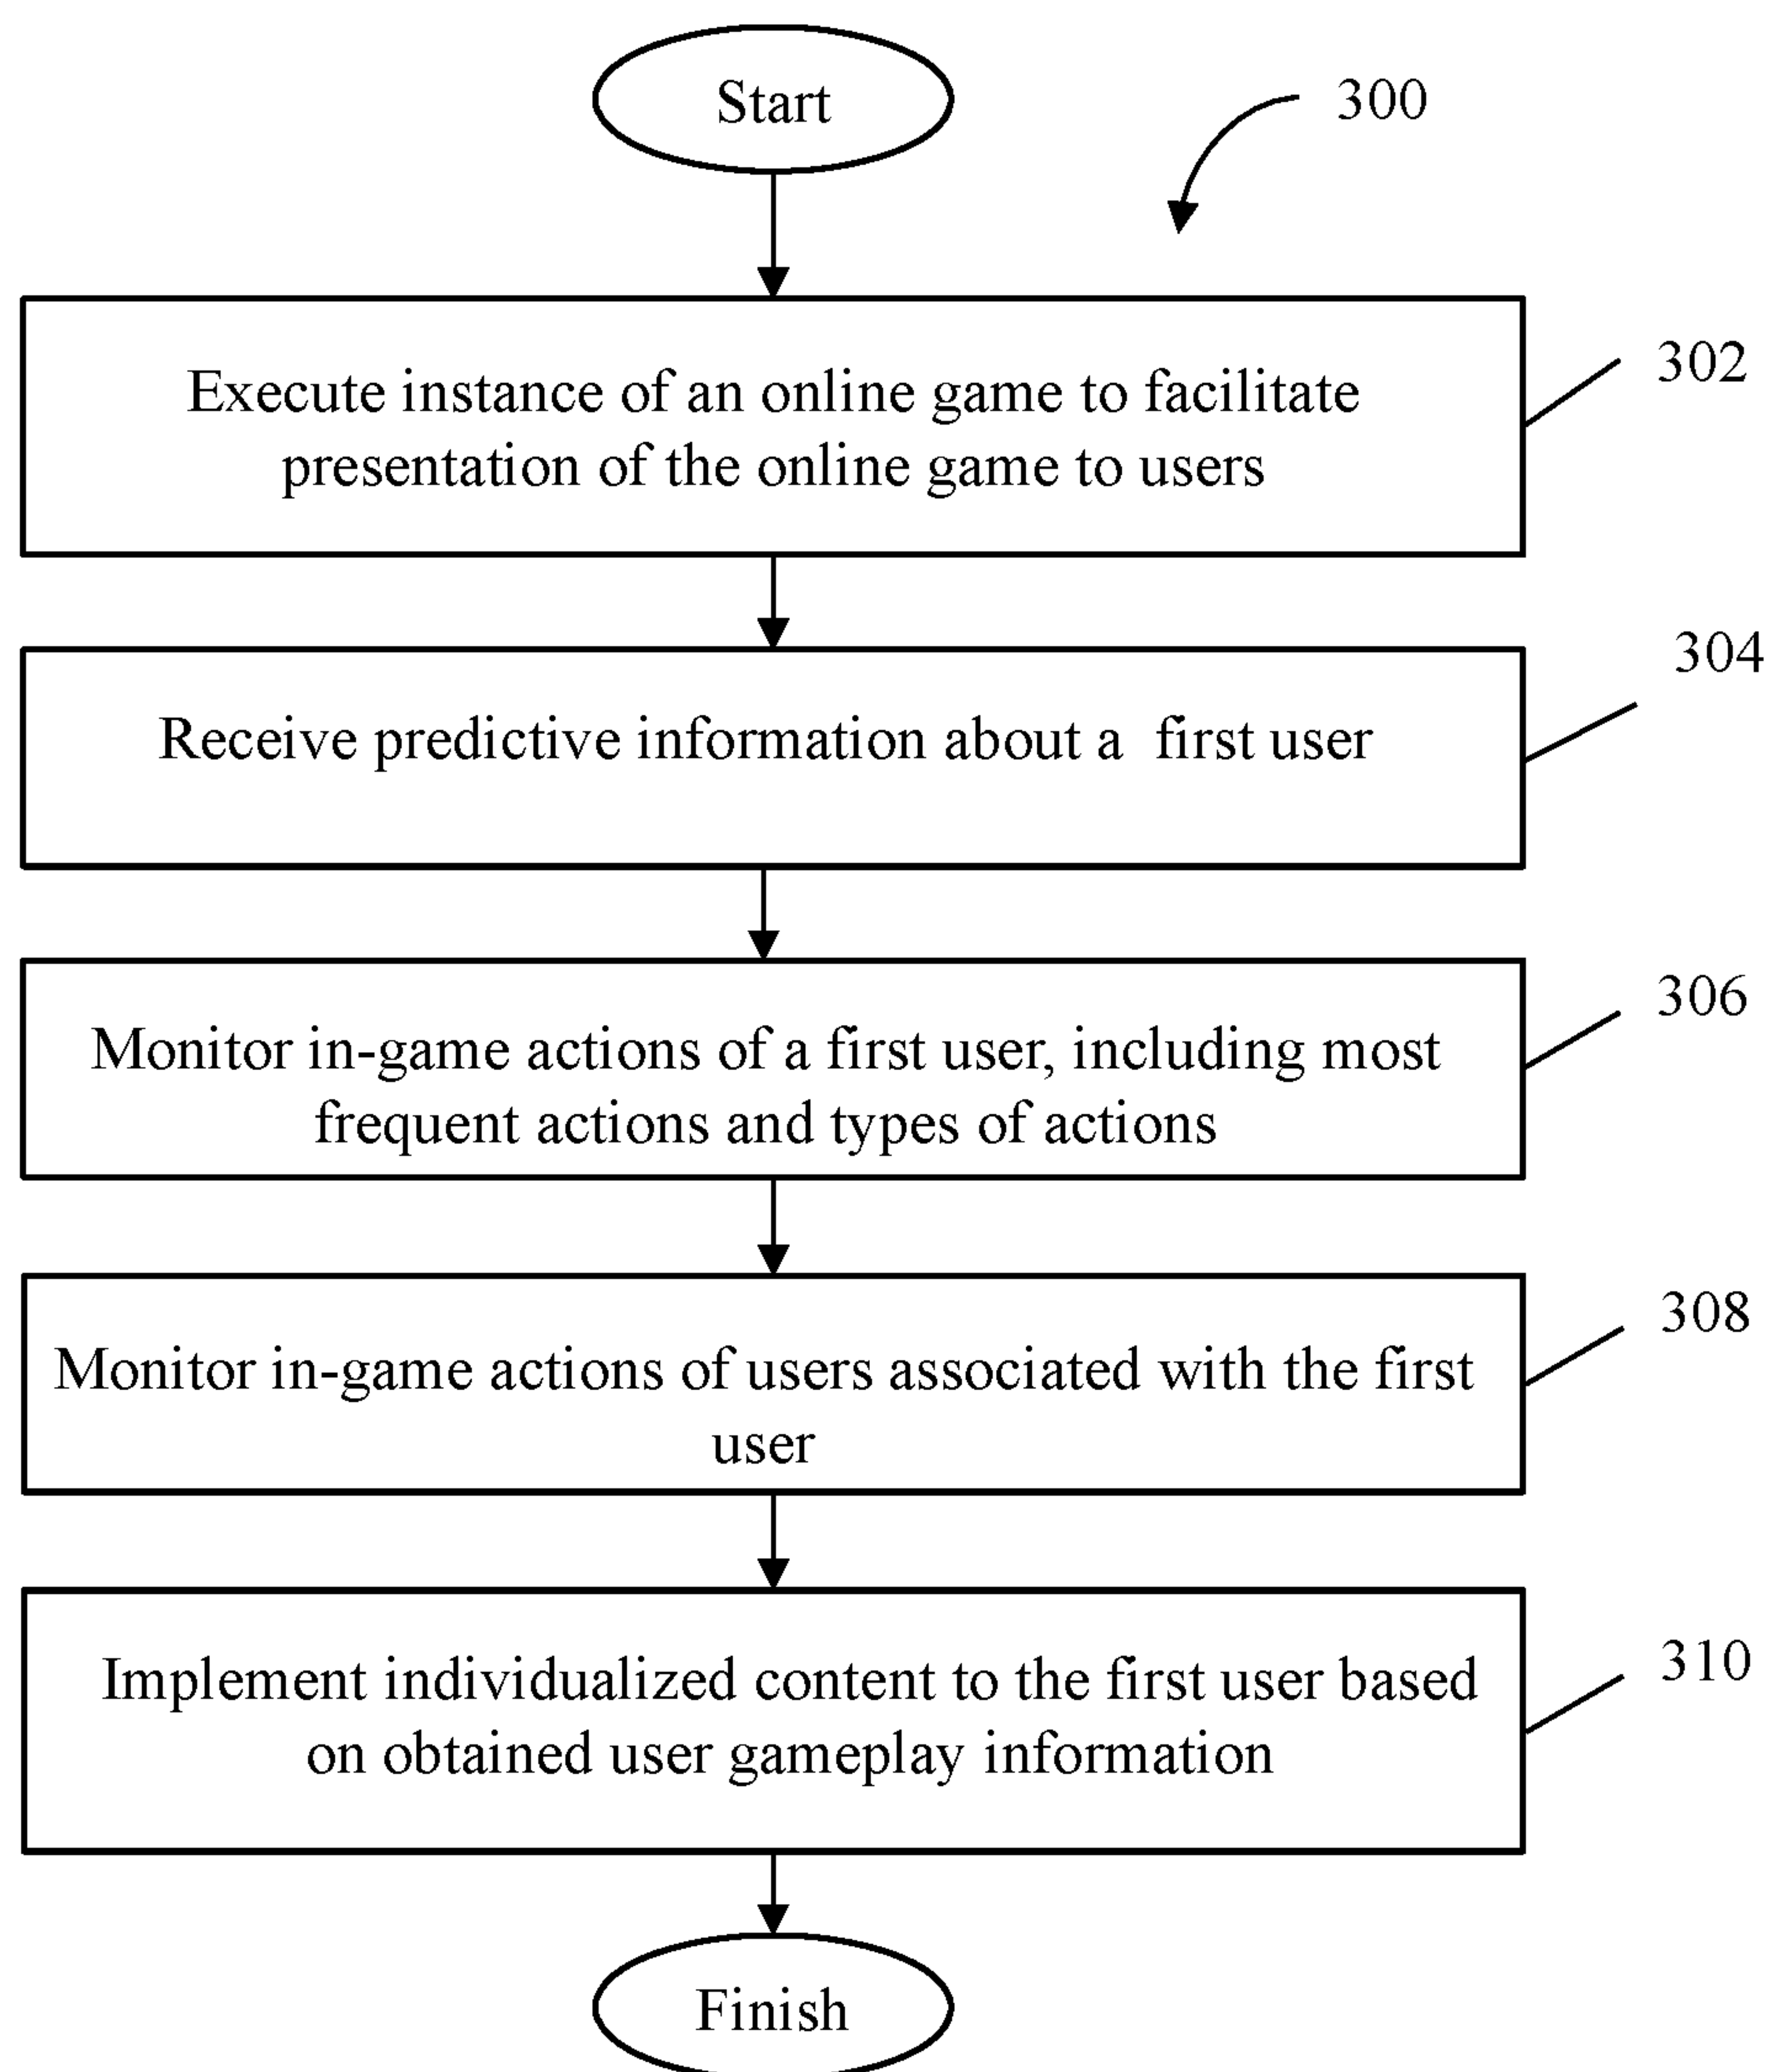 Start
300
Execute instance of an online game to facilitate
presentation of the online game to users
302
Receive predictive information about a first user
304
Monitor in-game actions of a first user, including most
frequent actions and types of actions
306
Monitor in-game actions of users associated with the first
user
308
Implement individualized content to the first user based
on obtained user gameplay information
310
Finish